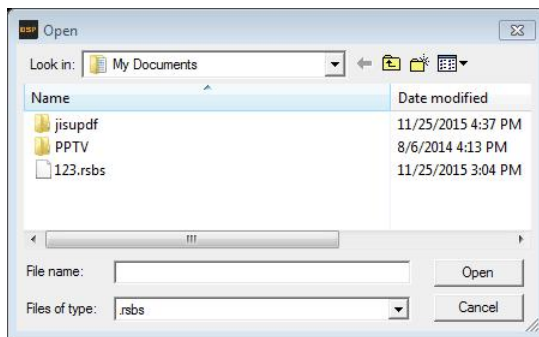 DSP Open
Look in: My Documents
Name Date modified
jisupdf 11/25/2015 4:37 PM
PPTV 8/6/2014 4:13 PM
123.rsbs 11/25/2015 3:04 PM
File name: Open
Files of type: .rsbs Cancel